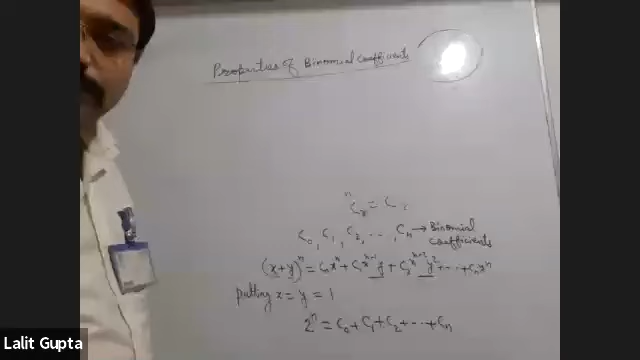 Properties of Binomial coefficients
ⁿCᵣ = Cᵣ
C₀, C₁, C₂, ..., Cₙ → Binomial coefficients
(x+y)ⁿ = C₀xⁿ + C₁xⁿ⁻¹y + C₂xⁿ⁻²y² + ... + Cₙyⁿ
Putting x = y = 1
2ⁿ = C₀ + C₁ + C₂ + ... + Cₙ
Lalit Gupta